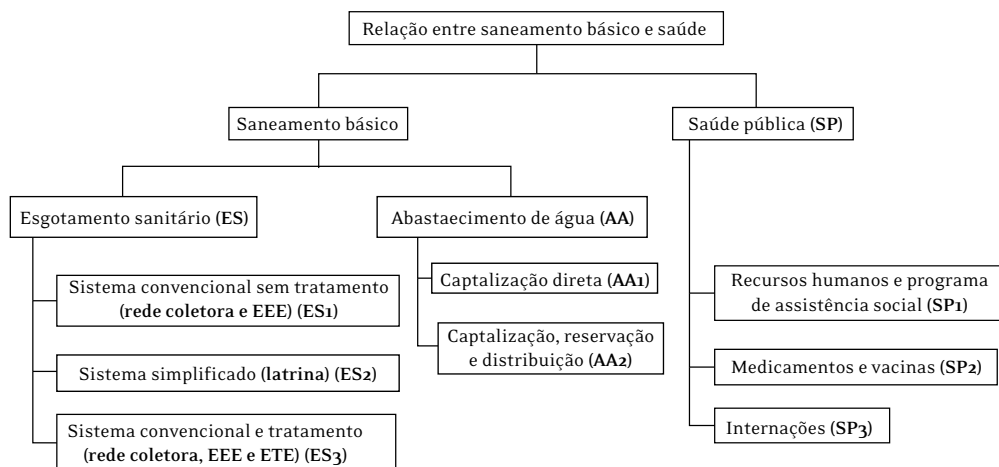 Relação entre saneamento básico e saúde
Saneamento básico
Saúde pública (SP)
Esgotamento sanitário (ES)
Abastaecimento de água (AA)
Sistema convencional sem tratamento
(rede coletora e EEE) (ES1)
Sistema simplificado (latrina) (ES2)
Sistema convencional e tratamento
(rede coletora, EEE e ETE) (ES3)
Captalização direta (AA1)
Captalização, reservação
e distribuição (AA2)
Recursos humanos e programa
de assistência social (SP1)
Medicamentos e vacinas (SP2)
Internações (SP3)